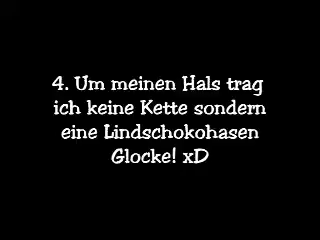 4. Um meinen Hals trag
ich keine Kette sondern
eine Lindschokohasen
Glocke! xD